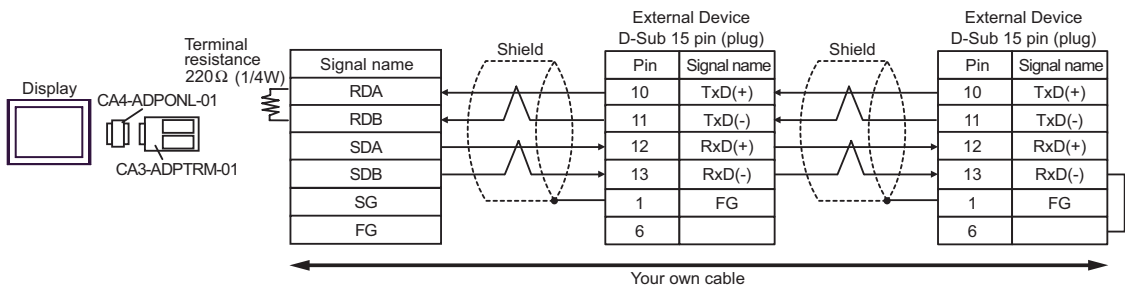 Display
CA4-ADPONL-01
CA3-ADPTRM-01
Terminal
resistance
220Ω (1/4W)
Signal name
RDA
RDB
SDA
SDB
SG
FG
Shield
External Device
D-Sub 15 pin (plug)
Pin Signal name
10 TxD(+)
11 TxD(-)
12 RxD(+)
13 RxD(-)
1 FG
6
Shield
External Device
D-Sub 15 pin (plug)
Pin Signal name
10 TxD(+)
11 TxD(-)
12 RxD(+)
13 RxD(-)
1 FG
6
Your own cable